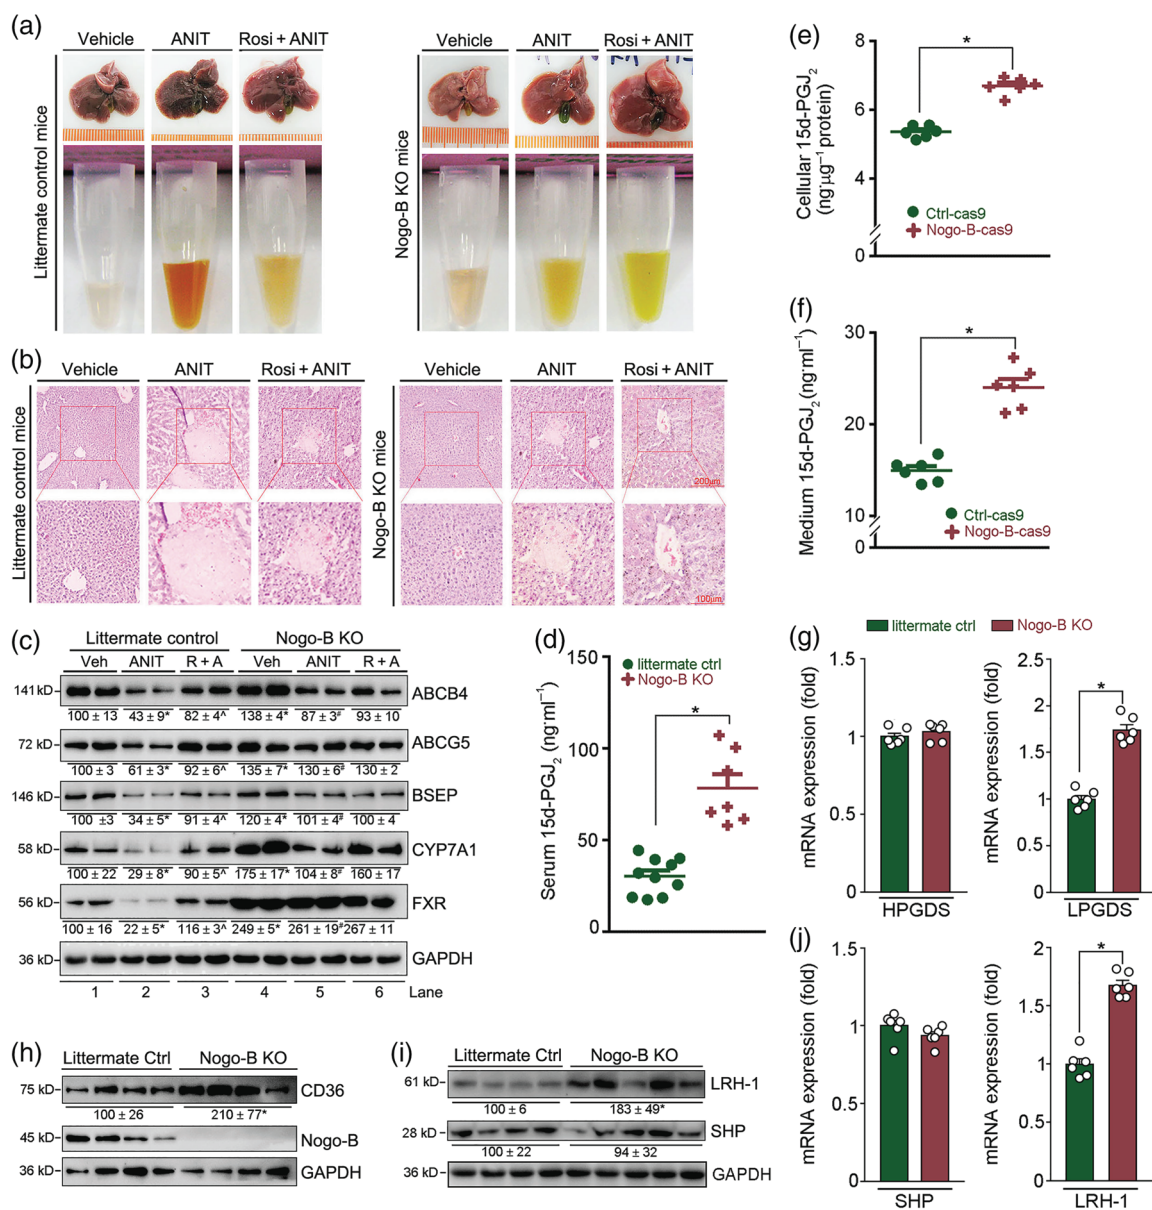 (a)
Vehicle ANIT Rosi + ANIT
Littermate control mice
Vehicle ANIT Rosi + ANIT
Nogo-B KO mice
(b)
Vehicle ANIT Rosi + ANIT
Littermate control mice
Vehicle ANIT Rosi + ANIT
Nogo-B KO mice
200um
100um
(c)
Littermate control Nogo-B KO
Veh ANIT R + A Veh ANIT R + A
141 kD ABCB4
100 ± 13 43 ± 9* 82 ± 4^ 138 ± 4* 87 ± 3# 93 ± 10
72 kD ABCG5
100 ± 3 61 ± 3* 92 ± 6^ 135 ± 7* 130 ± 6# 130 ± 2
146 kD BSEP
100 ±3 34 ± 5* 91 ± 4^ 120 ± 4* 101 ± 4# 100 ± 4
58 kD CYP7A1
100 ± 22 29 ± 8* 90 ± 5^ 175 ± 17* 104 ± 8# 160 ± 17
56 kD FXR
100 ± 16 22 ± 5* 116 ± 3^ 249 ± 5* 261 ± 19# 267 ± 11
36 kD GAPDH
1 2 3 4 5 6 Lane
(d)
Serum 15d-PGJ2 (ng·ml−1)
150
100
50
0
littermate ctrl
Nogo-B KO
*
(e)
Cellular 15d-PGJ2
(ng·μg−1 protein)
8
6
4
0
*
Ctrl-cas9
Nogo-B-cas9
(f)
Medium 15d-PGJ2 (ng·ml−1)
30
20
10
0
*
Ctrl-cas9
Nogo-B-cas9
(g)
littermate ctrl Nogo-B KO
mRNA expression (fold)
1.5
1
0.5
0
HPGDS
mRNA expression (fold)
2.5
2
1.5
1
0.5
0
*
LPGDS
(h)
Littermate Ctrl Nogo-B KO
75 kD CD36
100 ± 26 210 ± 77*
45 kD Nogo-B
36 kD GAPDH
(i)
Littermate Ctrl Nogo-B KO
61 kD LRH-1
100 ± 6 183 ± 49*
28 kD SHP
100 ± 22 94 ± 32
36 kD GAPDH
(j)
mRNA expression (fold)
1.5
1
0.5
0
SHP
mRNA expression (fold)
2
1.5
1
0.5
0
*
LRH-1